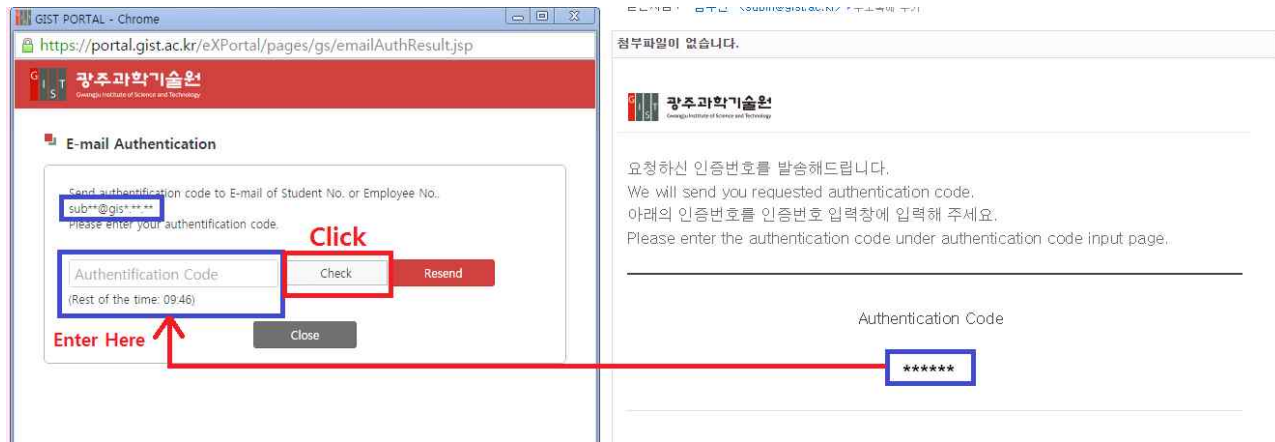 GIST PORTAL - Chrome
https://portal.gist.ac.kr/eXPortal/pages/gs/emailAuthResult.jsp
GIST 광주과학기술원
Gwangju Institute of Science and Technology
E-mail Authentication
Send authentification code to E-mail of Student No. or Employee No..
sub**@gis*.**.**
Please enter your authentification code.
Click
Authentification Code
Check
Resend
(Rest of the time: 09:46)
Enter Here
Close
첨부파일이 없습니다.
GIST 광주과학기술원
Gwangju Institute of Science and Technology
요청하신 인증번호를 발송해드립니다.
We will send you requested authentication code.
아래의 인증번호를 인증번호 입력창에 입력해 주세요.
Please enter the authentication code under authentication code input page.
Authentication Code
******